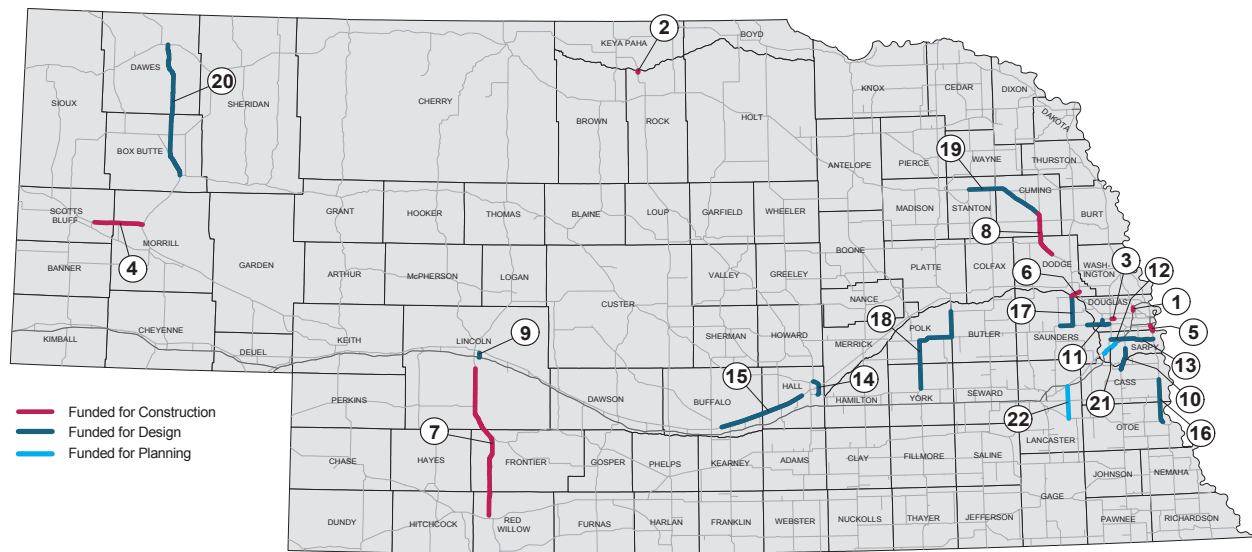 2
KEYA PAHA
BOYD
DAWES
20
SIOUX
SHERIDAN
CHERRY
BROWN
ROCK
HOLT
KNOX
CEDAR
DIXON
DAKOTA
BOX BUTTE
ANTELOPE
PIERCE
19
WAYNE
THURSTON
SCOTTS
BLUFF
MORRILL
4
GRANT
HOOKER
THOMAS
BLAINE
LOUP
GARFIELD
WHEELER
MADISON
STANTON
CUMING
BURT
8
BANNER
GARDEN
ARTHUR
McPHERSON
LOGAN
CUSTER
VALLEY
GREELEY
BOONE
PLATTE
COLFAX
DODGE
WASH-
INGTON
6
3
12
KIMBALL
CHEYENNE
DEUEL
KEITH
LINCOLN
9
SHERMAN
HOWARD
NANCE
MERRICK
18
POLK
BUTLER
17
SAUNDERS
DOUGLAS
1
5
11
SARPY
13
PERKINS
DAWSON
BUFFALO
15
HALL
14
HAMILTON
YORK
SEWARD
22
21
CASS
10
LANCASTER
OTOE
16
Funded for Construction
Funded for Design
Funded for Planning
7
CHASE
HAYES
FRONTIER
GOSPER
PHELPS
KEARNEY
ADAMS
CLAY
FILLMORE
SALINE
GAGE
JOHNSON
NEMAHA
DUNDY
HITCHCOCK
RED
WILLOW
FURNAS
HARLAN
FRANKLIN
WEBSTER
NUCKOLLS
THAYER
JEFFERSON
PAWNEE
RICHARDSON